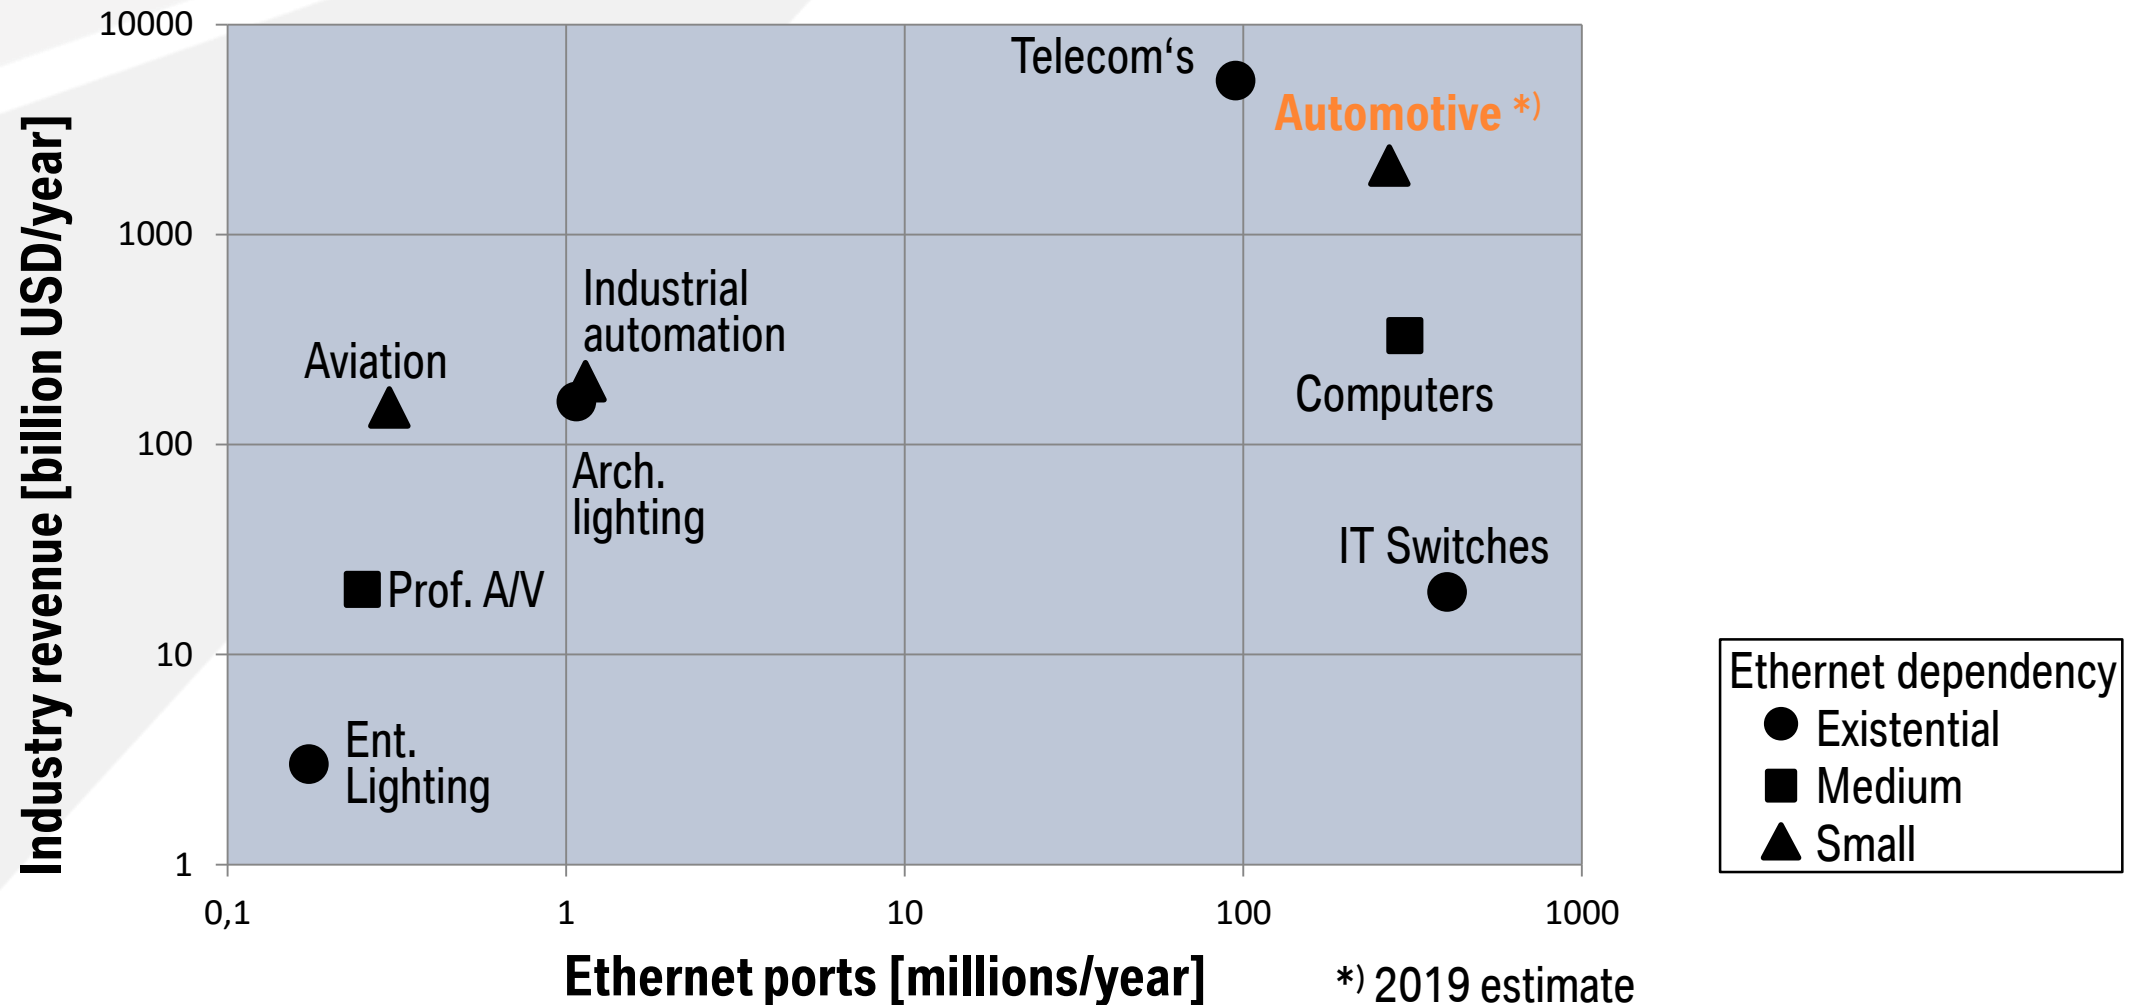 10000
1000
100
10
1
Industry revenue [billion USD/year]
Telecom‘s
Automotive *)
Industrial
automation
Aviation
Computers
Arch.
lighting
IT Switches
Prof. A/V
Ent.
Lighting
0,1
1
10
100
1000
Ethernet ports [millions/year]
*) 2019 estimate
Ethernet dependency
Existential
Medium
Small